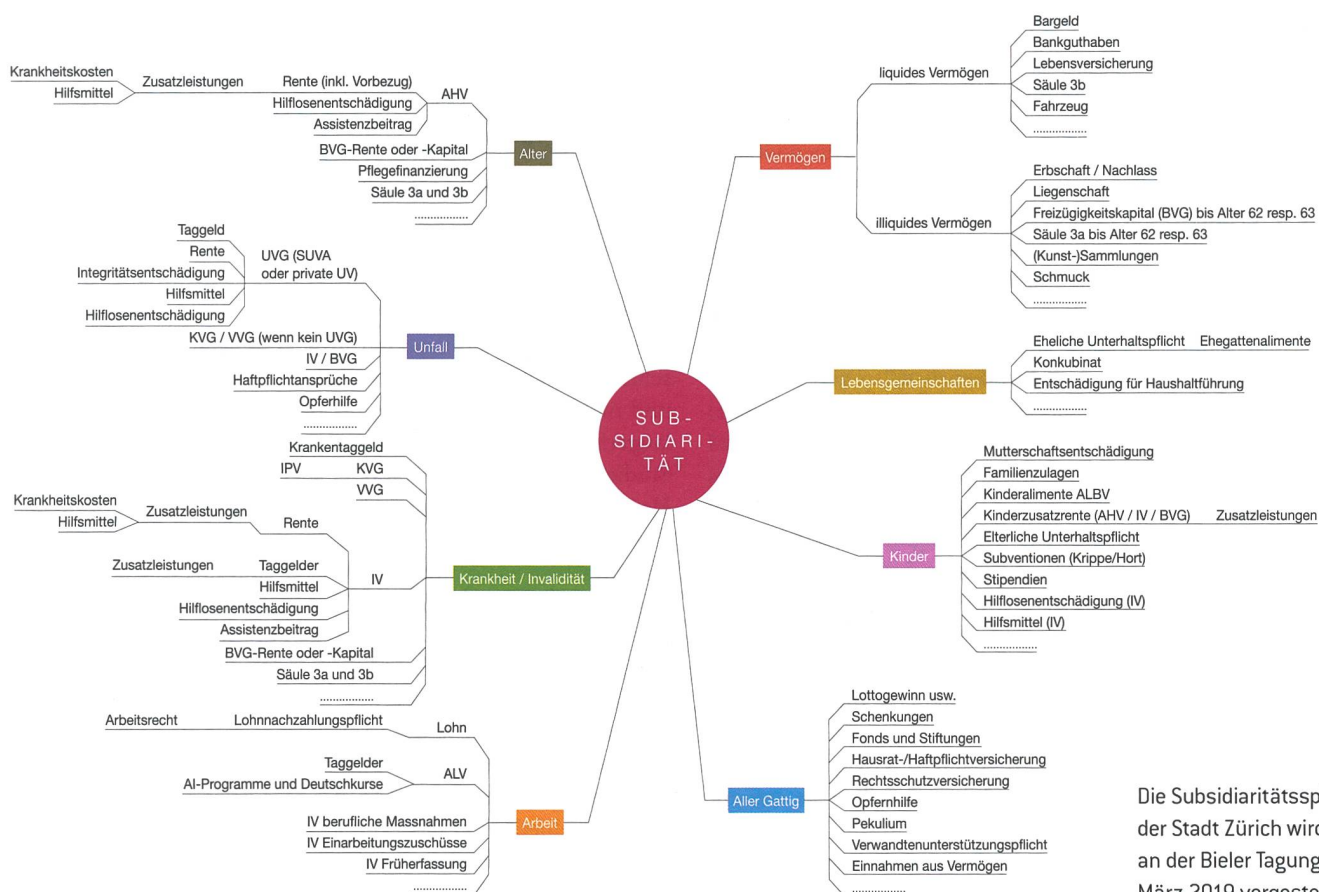 SUB-
SIDIARI-
TÄT
Alter
AHV
Rente (inkl. Vorbezug)
Zusatzleistungen
Krankheitskosten
Hilfsmittel
Hilflosenentschädigung
Assistenzbeitrag
BVG-Rente oder -Kapital
Pflegefinanzierung
Säule 3a und 3b
.................
Unfall
UVG (SUVA
oder private UV)
Taggeld
Rente
Integritätsentschädigung
Hilfsmittel
Hilflosenentschädigung
KVG / VVG (wenn kein UVG)
IV / BVG
Haftpflichtansprüche
Opferhilfe
.................
Krankheit / Invalidität
Krankentaggeld
IPV KVG
VVG
IV
Rente
Zusatzleistungen
Krankheitskosten
Hilfsmittel
Zusatzleistungen Taggelder
Hilfsmittel
Hilflosenentschädigung
Assistenzbeitrag
BVG-Rente oder -Kapital
Säule 3a und 3b
.................
Arbeit
Arbeitsrecht Lohnnachzahlungspflicht Lohn
ALV
Taggelder
AI-Programme und Deutschkurse
IV berufliche Massnahmen
IV Einarbeitungszuschüsse
IV Früherfassung
.................
Vermögen
liquides Vermögen
Bargeld
Bankguthaben
Lebensversicherung
Säule 3b
Fahrzeug
.................
illiquides Vermögen
Erbschaft / Nachlass
Liegenschaft
Freizügigkeitskapital (BVG) bis Alter 62 resp. 63
Säule 3a bis Alter 62 resp. 63
(Kunst-)Sammlungen
Schmuck
.................
Lebensgemeinschaften
Eheliche Unterhaltspflicht Ehegattenalimente
Konkubinat
Entschädigung für Haushaltführung
.................
Kinder
Mutterschaftsentschädigung
Familienzulagen
Kinderalimente ALBV
Kinderzusatzrente (AHV / IV / BVG) Zusatzleistungen
Elterliche Unterhaltspflicht
Subventionen (Krippe/Hort)
Stipendien
Hilflosenentschädigung (IV)
Hilfsmittel (IV)
.................
Aller Gattig
Lottogewinn usw.
Schenkungen
Fonds und Stiftungen
Hausrat-/Haftpflichtversicherung
Rechtsschutzversicherung
Opfernhilfe
Pekulium
Verwandtenunterstützungspflicht
Einnahmen aus Vermögen
.................
Die Subsidiaritätssp
der Stadt Zürich wird
an der Bieler Tagung
März 2019 vorgeste